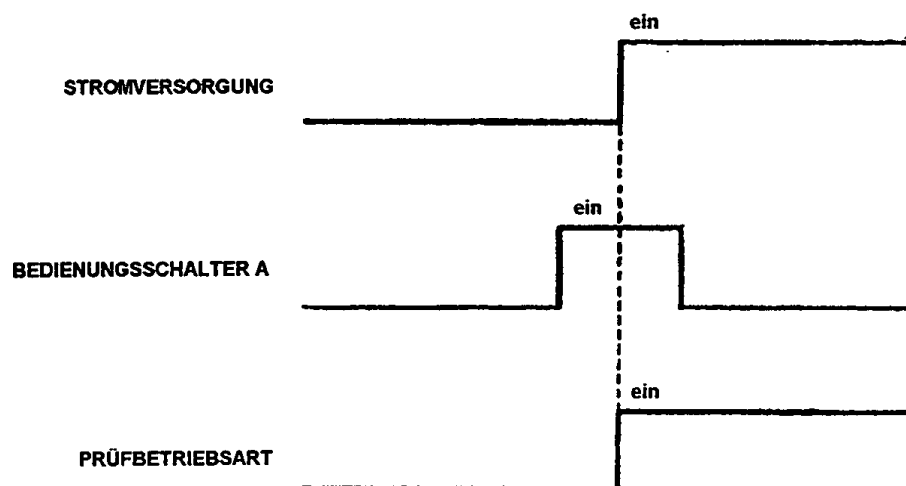 ein
STROMVERSORGUNG
ein
BEDIENUNGSSCHALTER A
ein
PRÜFBETRIEBSART